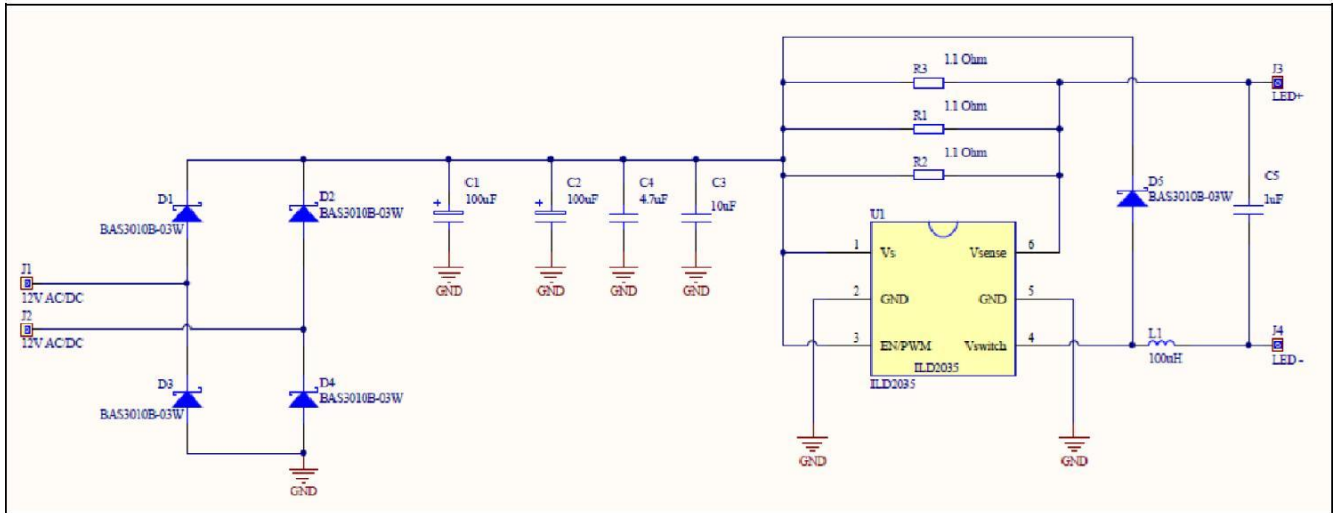 R3
1.1 Ohm
R1
1.1 Ohm
R2
1.1 Ohm
J3
LED+
D1
BAS3010B-03W
D2
BAS3010B-03W
+
C1
100uF
GND
+
C2
100uF
GND
C4
4.7uF
GND
C3
10uF
GND
D5
BAS3010B-03W
C5
1uF
J1
12V AC/DC
J2
12V AC/DC
D3
BAS3010B-03W
D4
BAS3010B-03W
GND
U1
1 Vs Vsense 6
2 GND GND 5
3 EN/PWM Vswitch 4
ILD2035
ILD2035
GND
GND
L1
100uH
J4
LED -